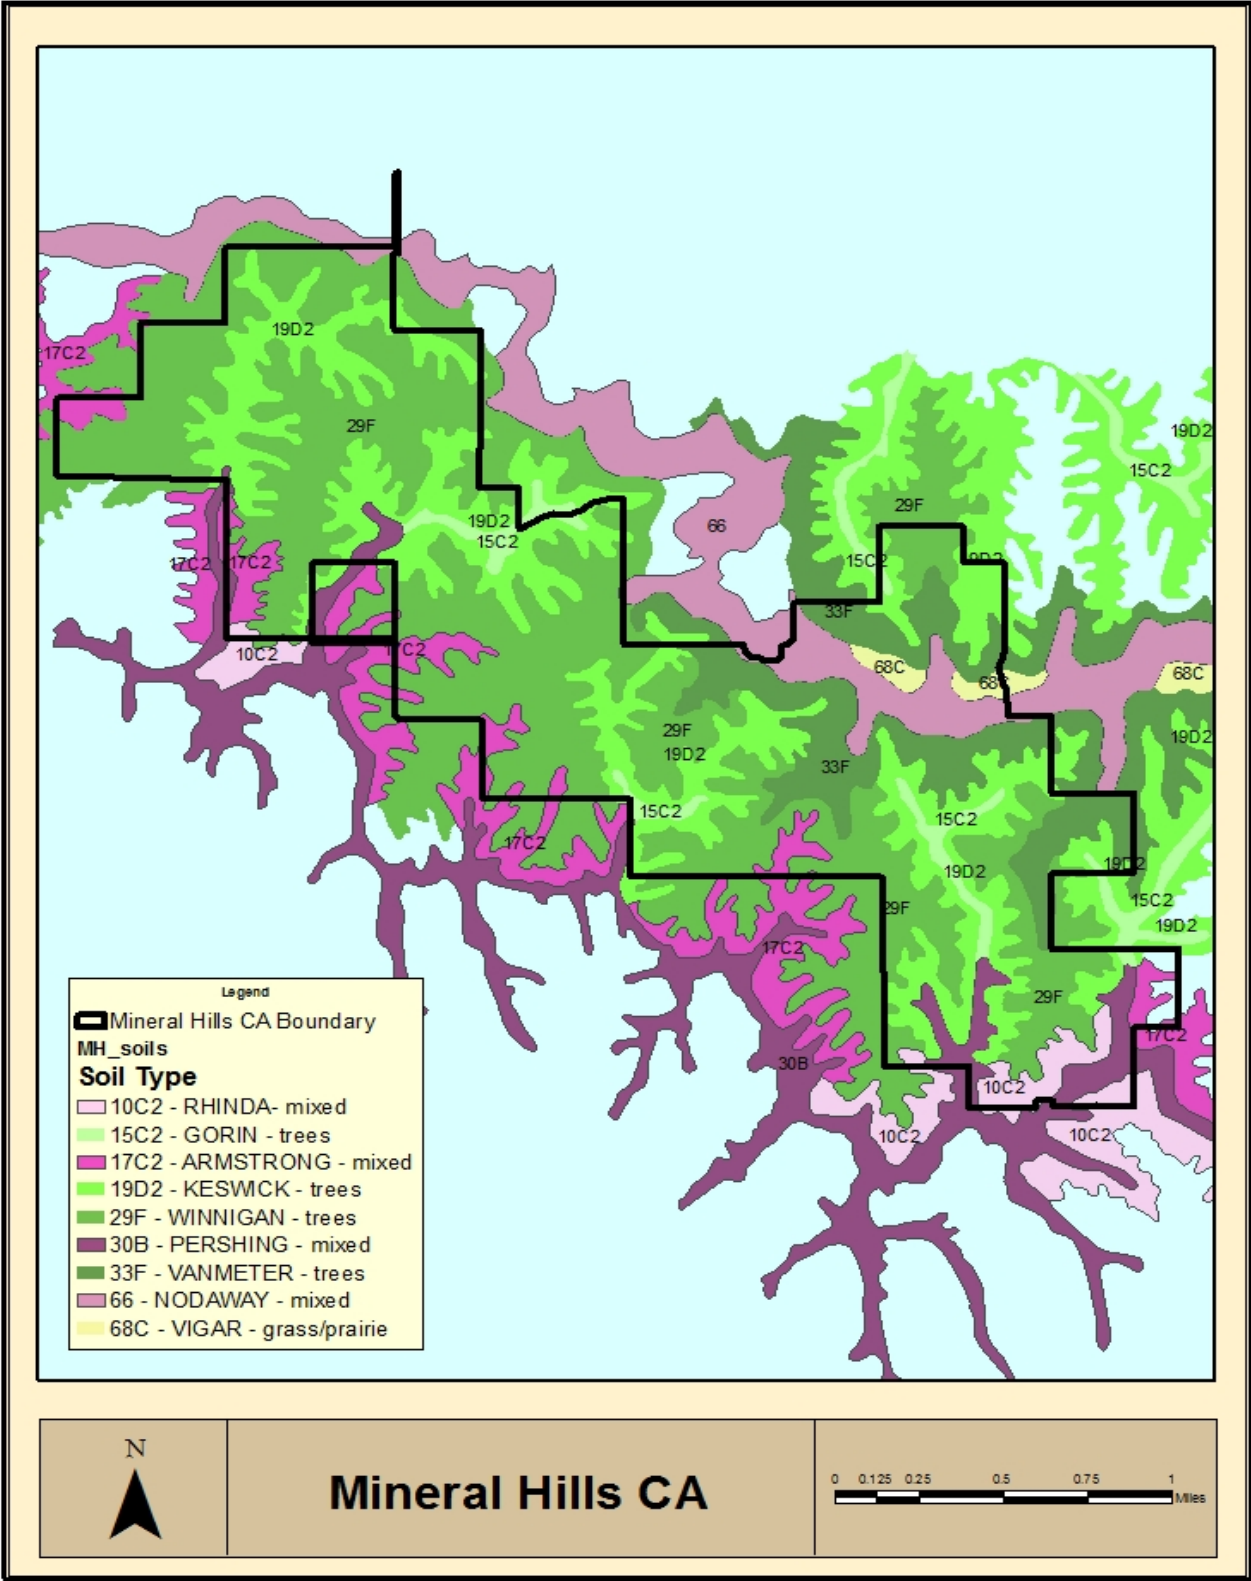 19D2
17C2
29F
19D2
15C2
19D2
15C2
66
29F
15C2
9D2
17C2
17C2
33F
10C2
17C2
68C
68C
68C
29F
19D2
19D2
33F
15C2
15C2
17C2
19D2
19D2
29F
15C2
19D2
17C2
29F
30B
17C2
10C2
10C2
10C2
Legend
Mineral Hills CA Boundary
MH_soils
Soil Type
10C2 - RHINDA- mixed
15C2 - GORIN - trees
17C2 - ARMSTRONG - mixed
19D2 - KESWICK - trees
29F - WINNIGAN - trees
30B - PERSHING - mixed
33F - VANMETER - trees
66 - NODAWAY - mixed
68C - VIGAR - grass/prairie
N
Mineral Hills CA
0 0.125 0.25 0.5 0.75 1
Miles